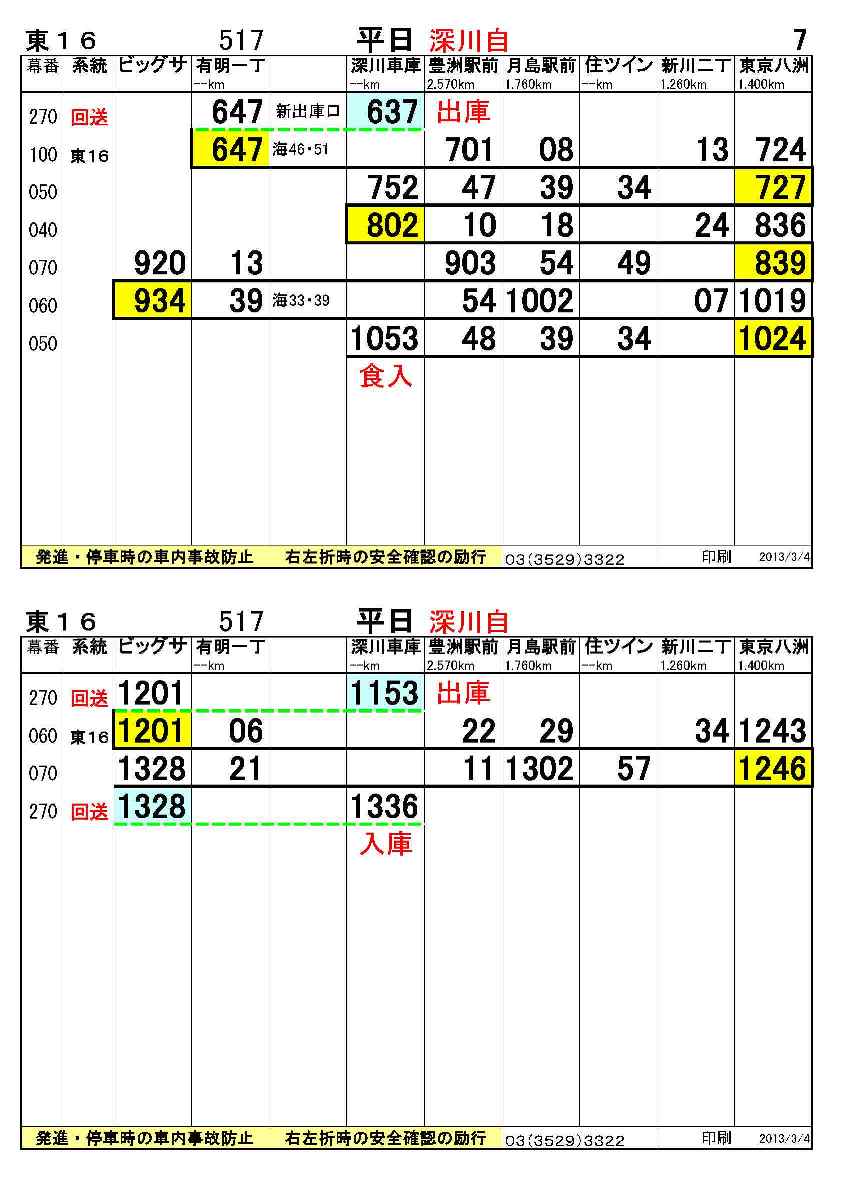 東１６ 517 平日 深川自 7
幕番 系統 ビッグサ 有明一丁 深川車庫 豊洲駅前 月島駅前 住ツイン 新川二丁 東京八洲
--km --km 2.570km 1.760km --km 1.260km 1.400km
270 回送 647 新出庫口 637 出庫
100 東16 647 海46・51 701 08 13 724
050 752 47 39 34 727
040 802 10 18 24 836
070 920 13 903 54 49 839
060 934 39 海33・39 54 1002 07 1019
050 1053 48 39 34 1024
食入
発進・停車時の車内事故防止 右左折時の安全確認の励行 03(3529)3322 印刷 2013/3/4
東１６ 517 平日 深川自
幕番 系統 ビッグサ 有明一丁 深川車庫 豊洲駅前 月島駅前 住ツイン 新川二丁 東京八洲
--km --km 2.570km 1.760km --km 1.260km 1.400km
270 回送 1201 1153 出庫
060 東16 1201 06 22 29 34 1243
070 1328 21 11 1302 57 1246
270 回送 1328 1336
入庫
発進・停車時の車内事故防止 右左折時の安全確認の励行 03(3529)3322 印刷 2013/3/4